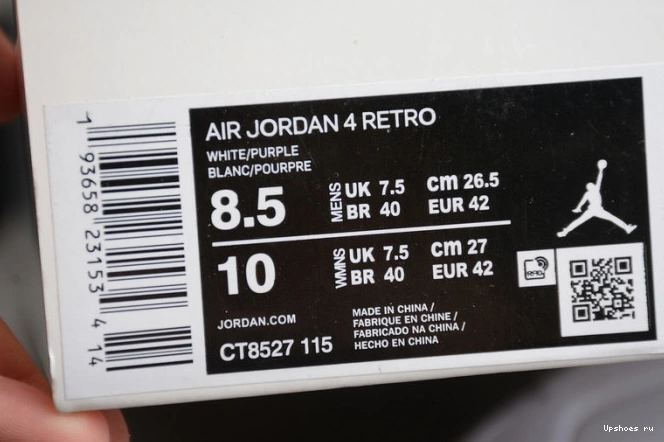 AIR JORDAN 4 RETRO
WHITE/PURPLE
BLANC/POURPRE
8.5
MENS
UK 7.5 cm 26.5
BR 40 EUR 42
10
WMNS
UK 7.5 cm 27
BR 40 EUR 42
JORDAN.COM
CT8527 115
MADE IN CHINA /
FABRIQUE EN CHINE /
FABRICADO NA CHINA /
HECHO EN CHINA
1 93658 23153 4 14
Upshoes ru